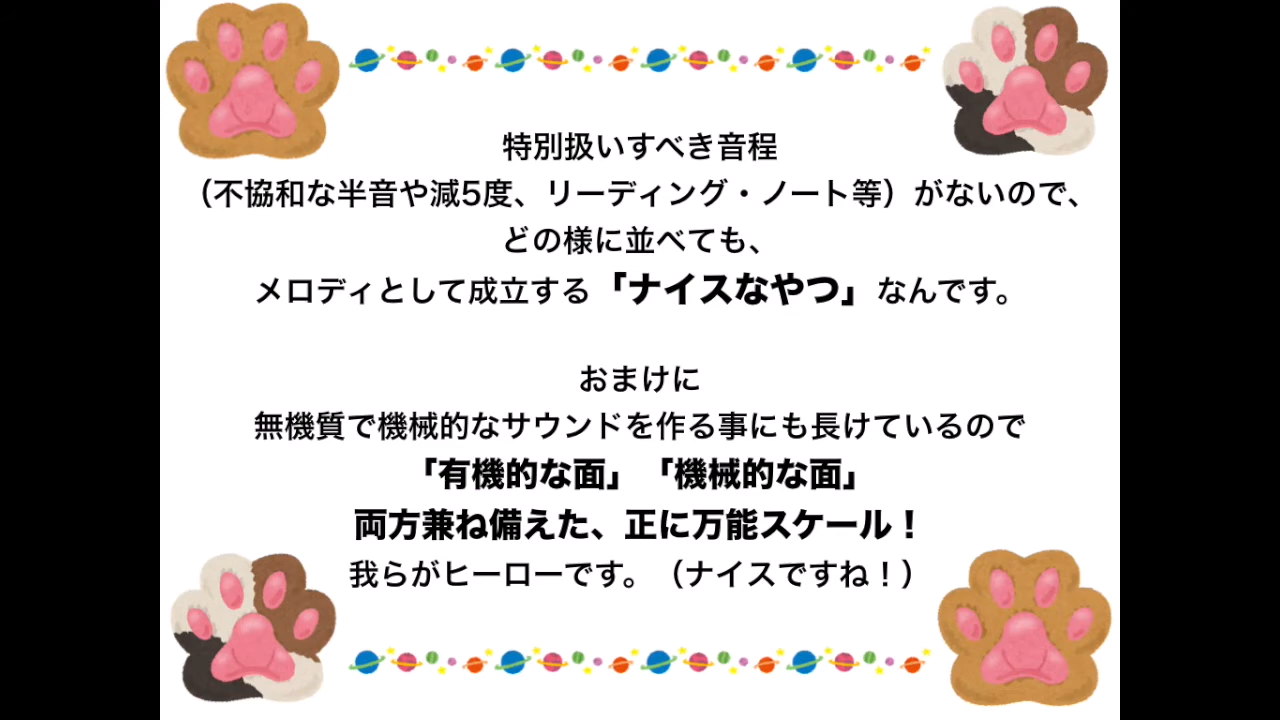 特別扱いすべき音程
（不協和な半音や減5度、リーディング・ノート等）がないので、
どの様に並べても、
メロディとして成立する「ナイスなやつ」なんです。
おまけに
無機質で機械的なサウンドを作る事にも長けているので
「有機的な面」「機械的な面」
両方兼ね備えた、正に万能スケール！
我らがヒーローです。（ナイスですね！）